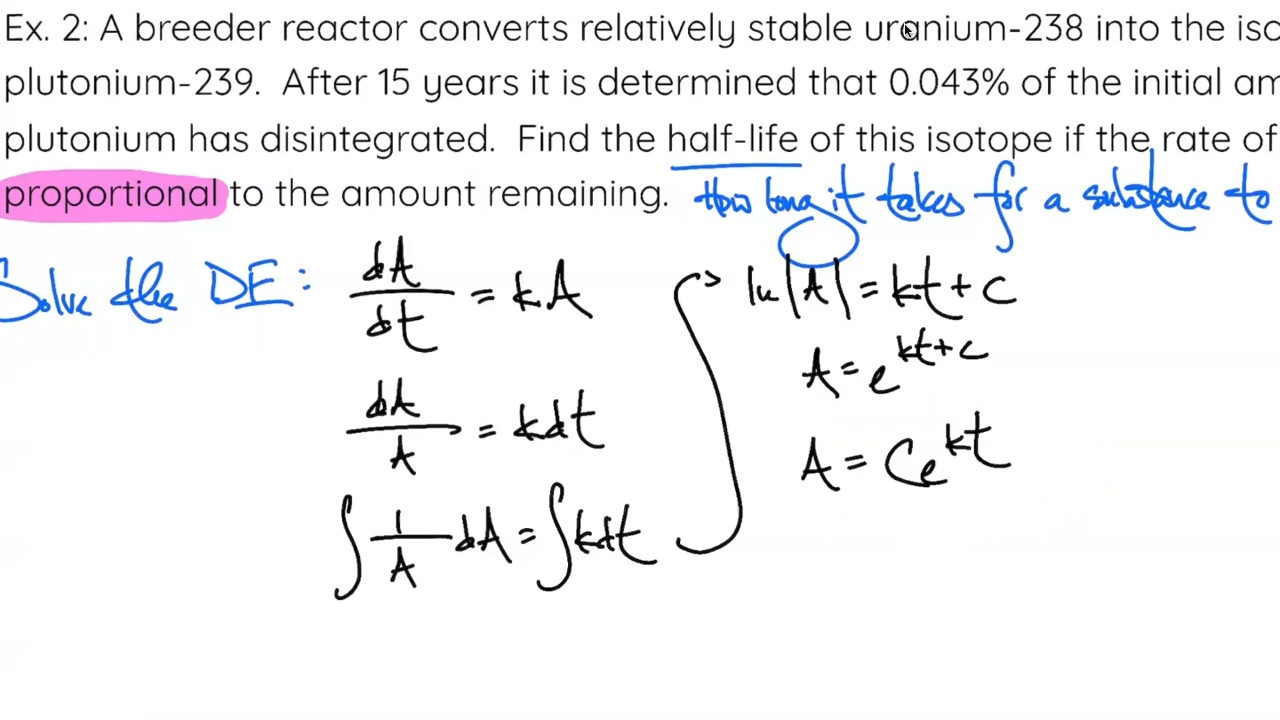 Ex. 2: A breeder reactor converts relatively stable uranium-238 into the iso
plutonium-239. After 15 years it is determined that 0.043% of the initial am
plutonium has disintegrated. Find the half-life of this isotope if the rate of
proportional to the amount remaining. How long it takes for a substance to
Solve the DE: dA/dt = kA
dA/A = kdt
∫ 1/A dA = ∫kdt
ln|A| = kt + c
A = e^(kt+c)
A = Ce^(kt)